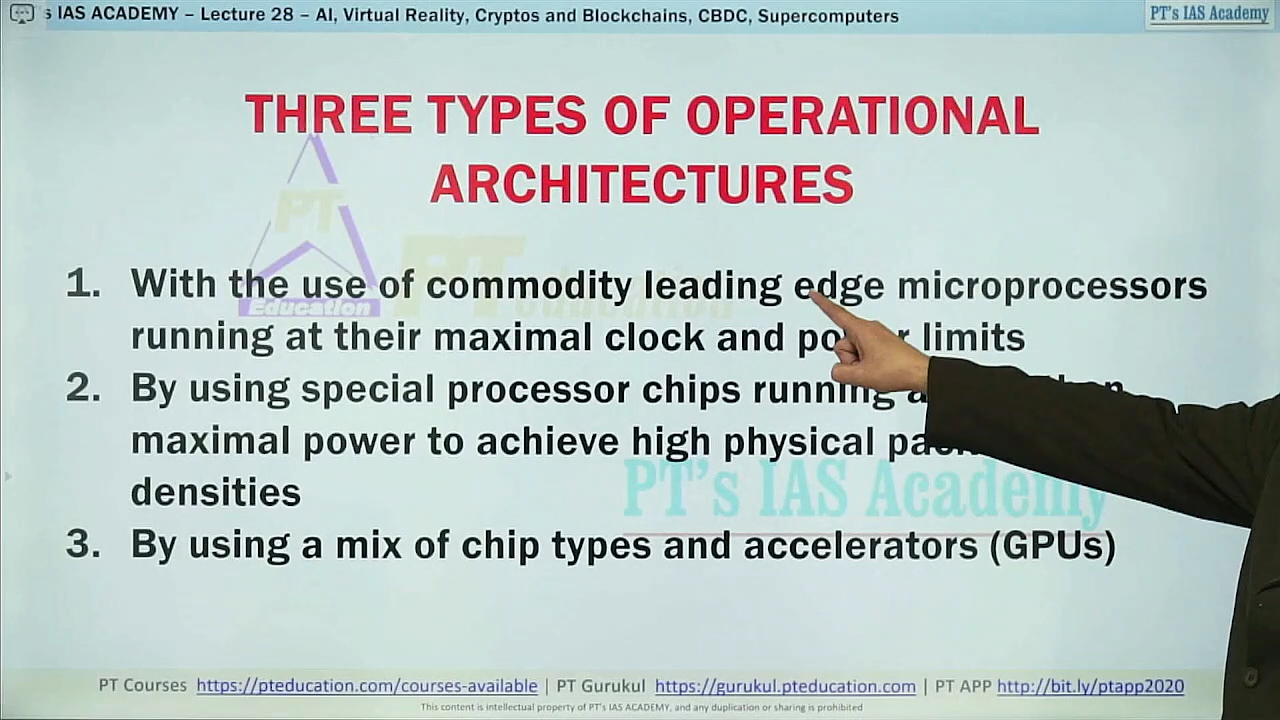 s IAS ACADEMY – Lecture 28 – AI, Virtual Reality, Cryptos and Blockchains, CBDC, Supercomputers
PT's IAS Academy
THREE TYPES OF OPERATIONAL
ARCHITECTURES
PT
PT education
Education
1. With the use of commodity leading edge microprocessors
running at their maximal clock and limits
2. By using special processor chips running
maximal power to achieve high physical
densities
PT's IAS Academy
3. By using a mix of chip types and accelerators (GPUs)
PT Courses https://pteducation.com/courses-available | PT Gurukul https://gurukul.pteducation.com | PT APP http://bit.ly/ptapp2020
This content is intellectual property of PT's IAS ACADEMY, and any duplication or sharing is prohibited